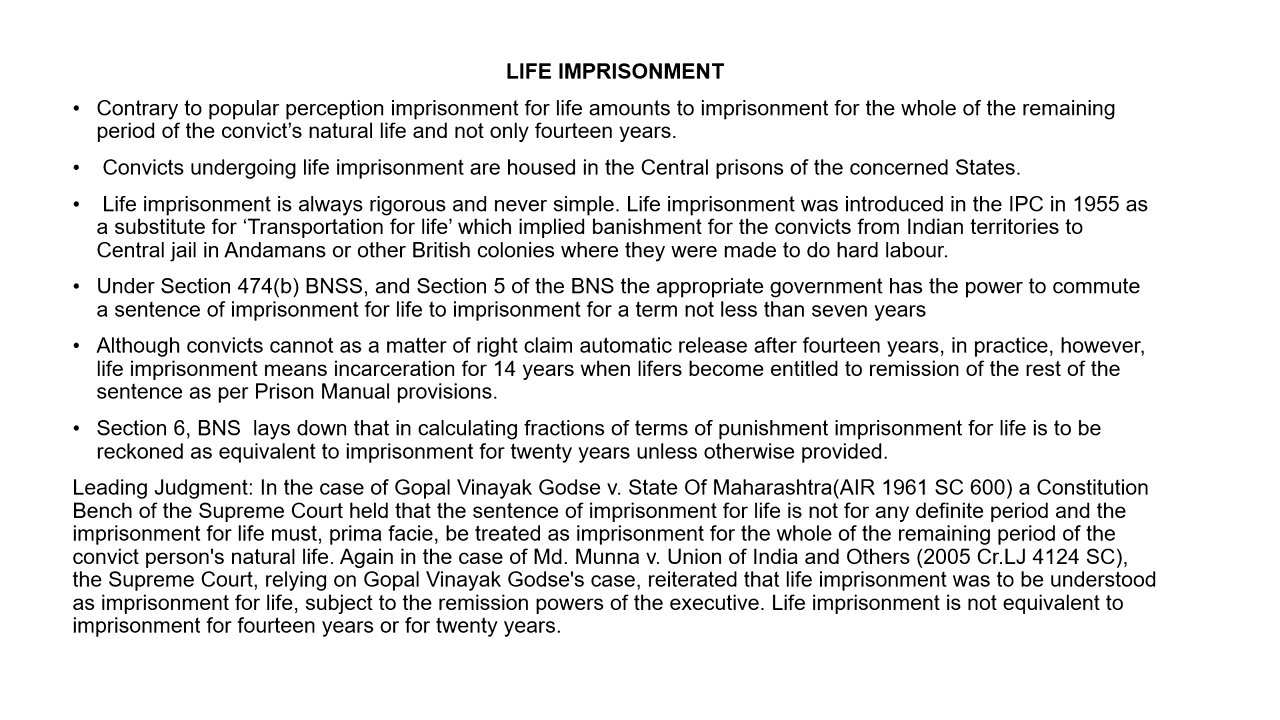 LIFE IMPRISONMENT
• Contrary to popular perception imprisonment for life amounts to imprisonment for the whole of the remaining
period of the convict’s natural life and not only fourteen years.
• Convicts undergoing life imprisonment are housed in the Central prisons of the concerned States.
• Life imprisonment is always rigorous and never simple. Life imprisonment was introduced in the IPC in 1955 as
a substitute for ‘Transportation for life’ which implied banishment for the convicts from Indian territories to
Central jail in Andamans or other British colonies where they were made to do hard labour.
• Under Section 474(b) BNSS, and Section 5 of the BNS the appropriate government has the power to commute
a sentence of imprisonment for life to imprisonment for a term not less than seven years
• Although convicts cannot as a matter of right claim automatic release after fourteen years, in practice, however,
life imprisonment means incarceration for 14 years when lifers become entitled to remission of the rest of the
sentence as per Prison Manual provisions.
• Section 6, BNS  lays down that in calculating fractions of terms of punishment imprisonment for life is to be
reckoned as equivalent to imprisonment for twenty years unless otherwise provided.
Leading Judgment: In the case of Gopal Vinayak Godse v. State Of Maharashtra(AIR 1961 SC 600) a Constitution
Bench of the Supreme Court held that the sentence of imprisonment for life is not for any definite period and the
imprisonment for life must, prima facie, be treated as imprisonment for the whole of the remaining period of the
convict person's natural life. Again in the case of Md. Munna v. Union of India and Others (2005 Cr.LJ 4124 SC),
the Supreme Court, relying on Gopal Vinayak Godse's case, reiterated that life imprisonment was to be understood
as imprisonment for life, subject to the remission powers of the executive. Life imprisonment is not equivalent to
imprisonment for fourteen years or for twenty years.